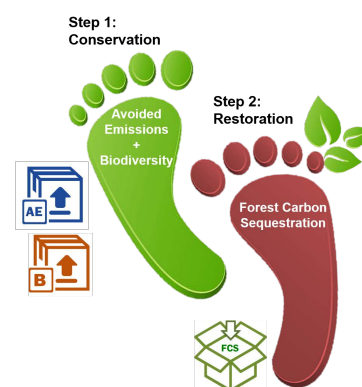 Step 1:
Conservation
Avoided
Emissions
+
Biodiversity
Step 2:
Restoration
Forest Carbon
Sequestration
AE
B
FCS